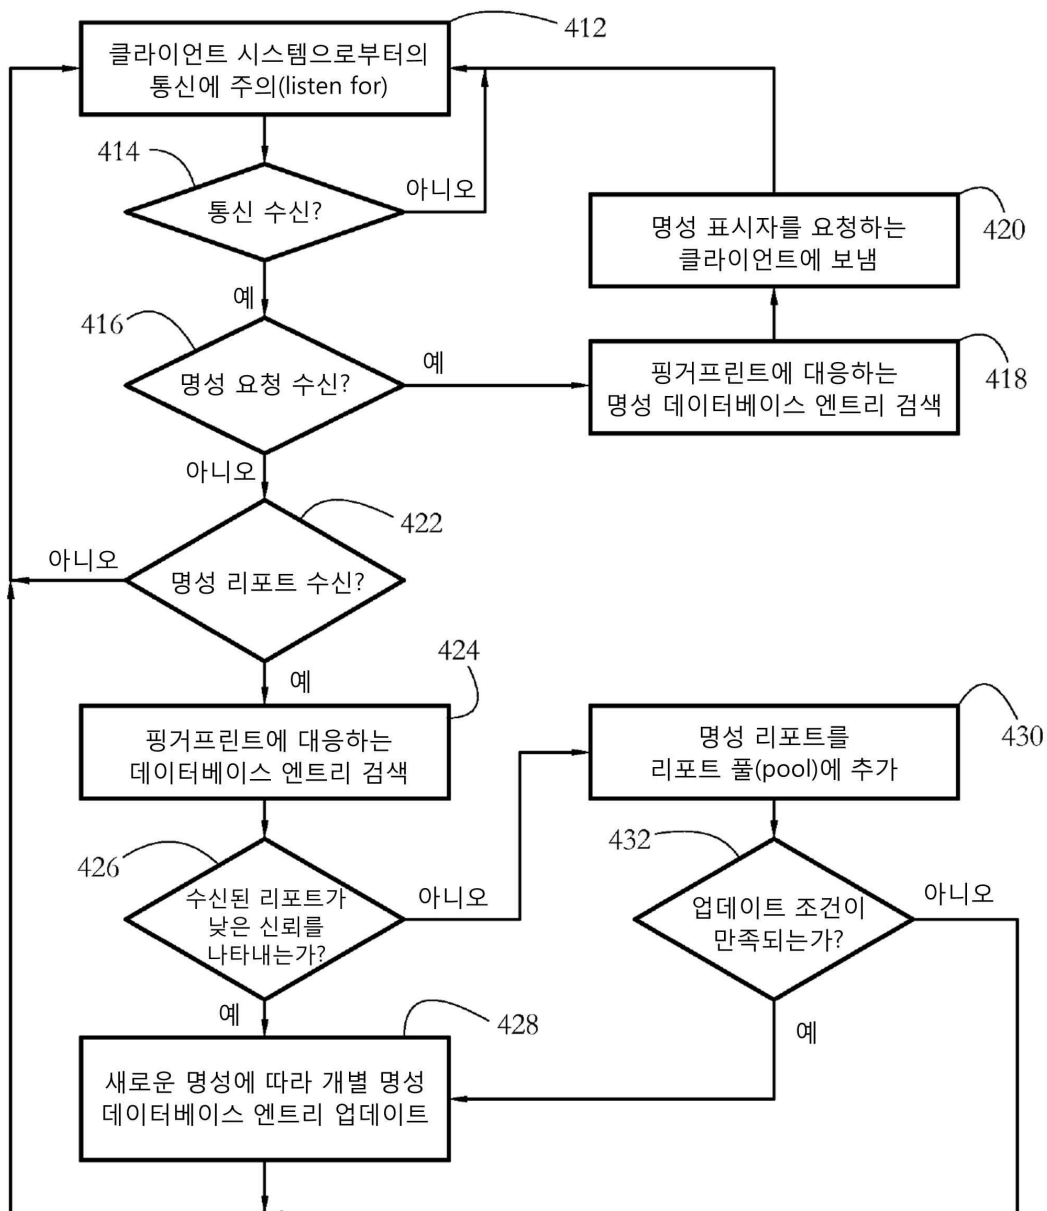 412
클라이언트 시스템으로부터의
통신에 주의(listen for)
414
통신 수신?
아니오
예
명성 표시자를 요청하는
클라이언트에 보냄
420
416
명성 요청 수신?
예
아니오
핑거프린트에 대응하는
명성 데이터베이스 엔트리 검색
418
422
명성 리포트 수신?
아니오
예
424
핑거프린트에 대응하는
데이터베이스 엔트리 검색
명성 리포트를
리포트 풀(pool)에 추가
430
426
수신된 리포트가
낮은 신뢰를
나타내는가?
아니오
예
432
업데이트 조건이
만족되는가?
아니오
예
428
새로운 명성에 따라 개별 명성
데이터베이스 엔트리 업데이트